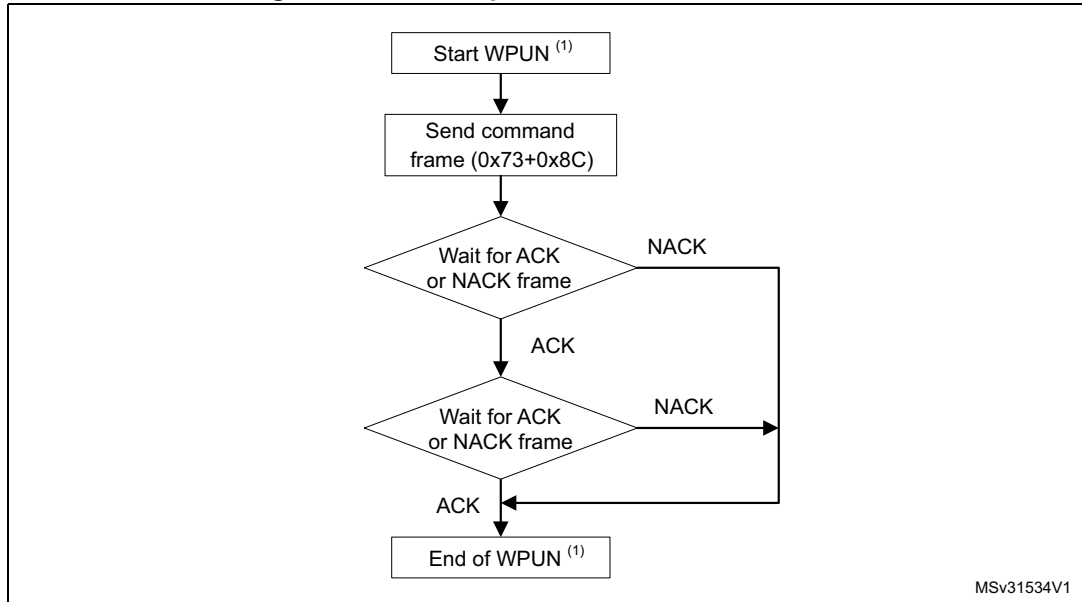 Start WPUN (1)
Send command
frame (0x73+0x8C)
Wait for ACK
or NACK frame
NACK
ACK
Wait for ACK
or NACK frame
NACK
ACK
End of WPUN (1)
MSv31534V1